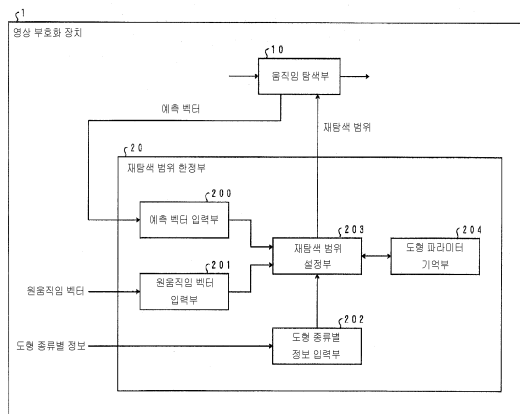 1
영상 부호화 장치
10
움직임 탐색부
예측 벡터
재탐색 범위
20
재탐색 범위 한정부
200
예측 벡터 입력부
203
재탐색 범위
설정부
204
도형 파라미터
기억부
201
원움직임 벡터
입력부
원움직임 벡터
202
도형 종류별
정보 입력부
도형 종류별 정보